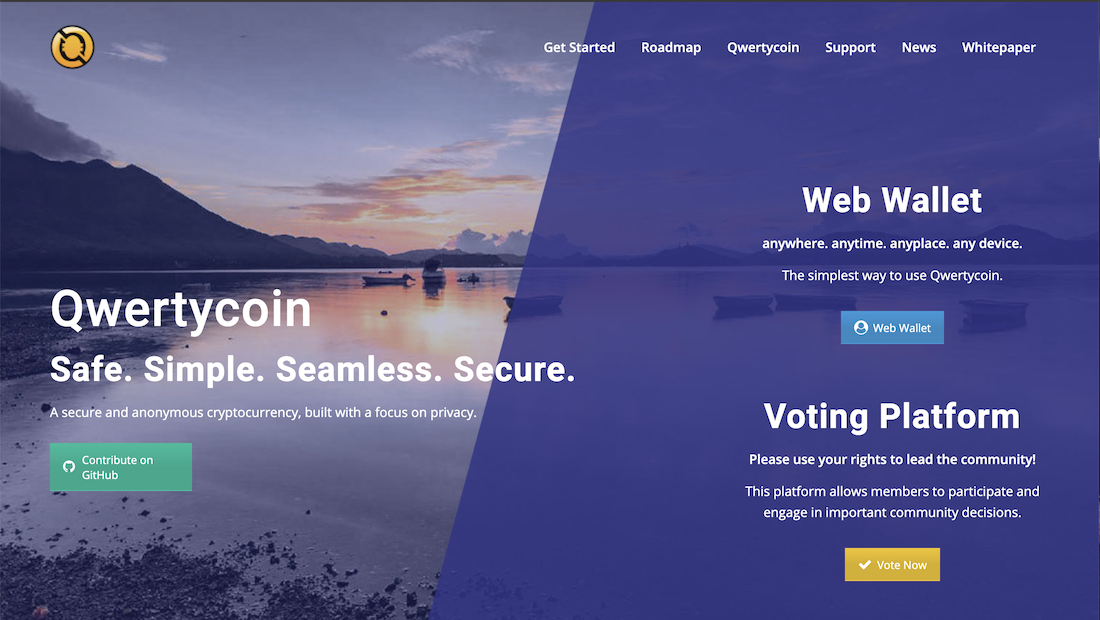 Get Started Roadmap Qwertycoin Support News Whitepaper
Qwertycoin
Safe. Simple. Seamless. Secure.
A secure and anonymous cryptocurrency, built with a focus on privacy.
Contribute on
GitHub
Web Wallet
anywhere. anytime. anyplace. any device.
The simplest way to use Qwertycoin.
Web Wallet
Voting Platform
Please use your rights to lead the community!
This platform allows members to participate and
engage in important community decisions.
Vote Now